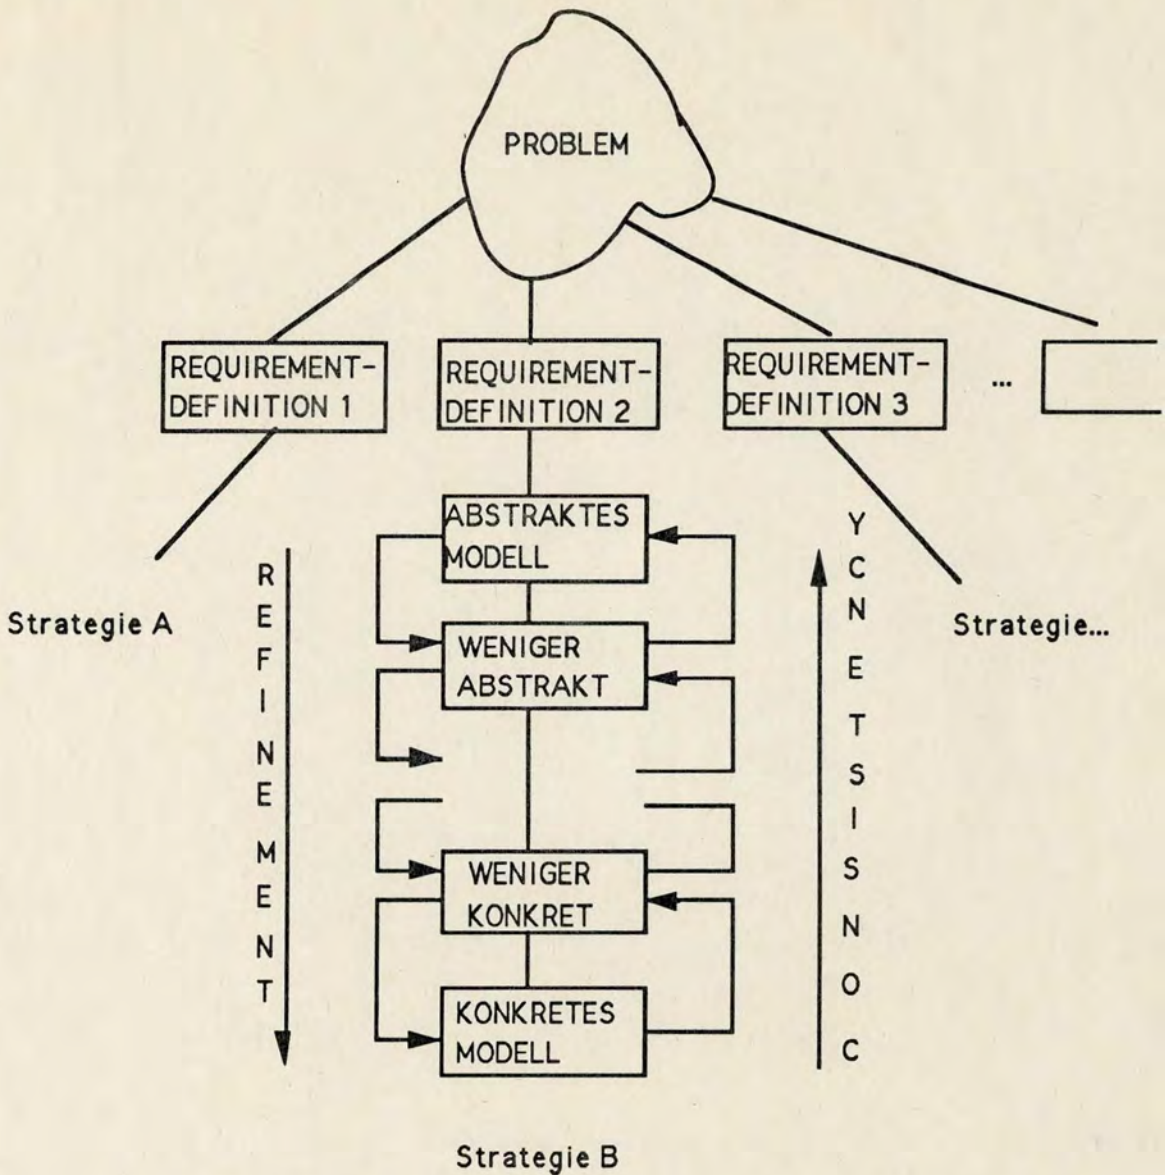 PROBLEM
REQUIREMENT-
DEFINITION 1
REQUIREMENT-
DEFINITION 2
REQUIREMENT-
DEFINITION 3
...
Strategie A
REFINEMENT
ABSTRAKTES
MODELL
WENIGER
ABSTRAKT
WENIGER
KONKRET
KONKRETES
MODELL
CONSISTENCY
Strategie...
Strategie B